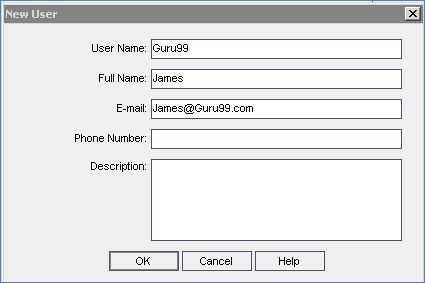 New User
User Name: Guru99
Full Name: James
E-mail: James@Guru99.com
Phone Number:
Description:
OK Cancel Help